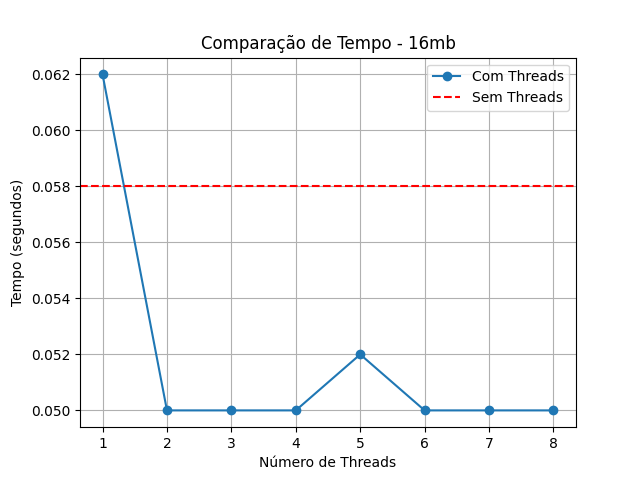 Comparação de Tempo - 16mb
Com Threads
Sem Threads
Tempo (segundos)
0.062
0.060
0.058
0.056
0.054
0.052
0.050
1 2 3 4 5 6 7 8
Número de Threads